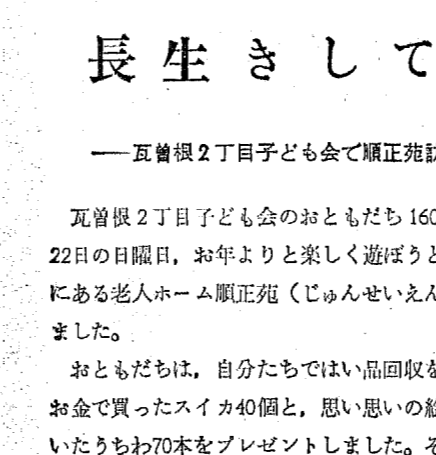 長生きして
──瓦曽根2丁目子ども会で順正苑訪
瓦曽根2丁目子ども会のおともだち160
22日の日曜日，お年よりと楽しく遊ぼうと
にある老人ホーム順正苑（じゅんせいえん
ました。
おともだちは，自分たちではい品回収を
お金で買ったスイカ40個と，思い思いの絵
いたうちわ70本をプレゼントしました。そ